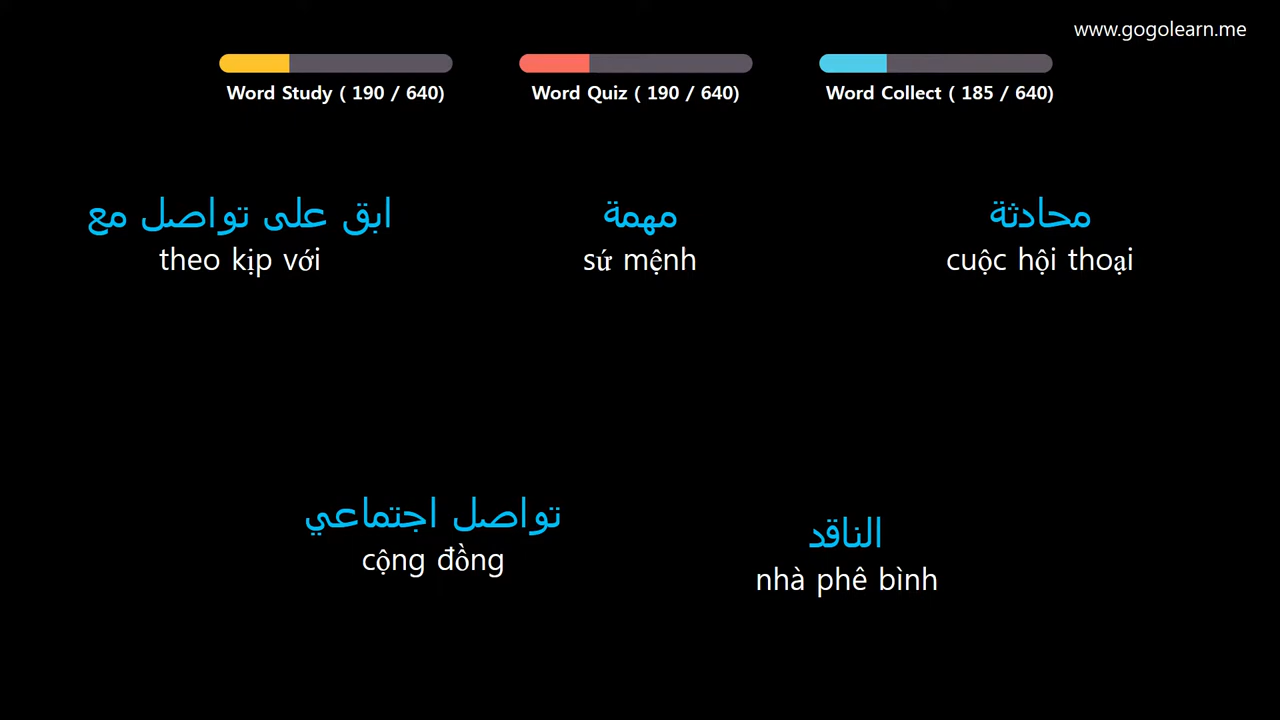 www.gogolearn.me
Word Study ( 190 / 640)
Word Quiz ( 190 / 640)
Word Collect ( 185 / 640)
ابق على تواصل مع
theo kịp với
مهمة
sứ mệnh
محادثة
cuộc hội thoại
تواصل اجتماعي
cộng đồng
الناقد
nhà phê bình